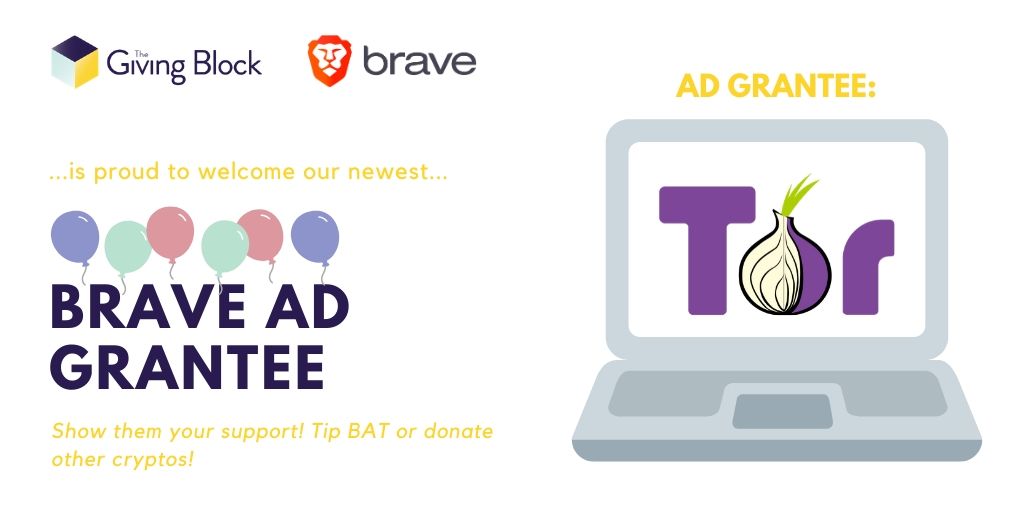 The
Giving Block
brave
...is proud to welcome our newest...
BRAVE AD
GRANTEE
Show them your support! Tip BAT or donate
other cryptos!
AD GRANTEE:
Tor